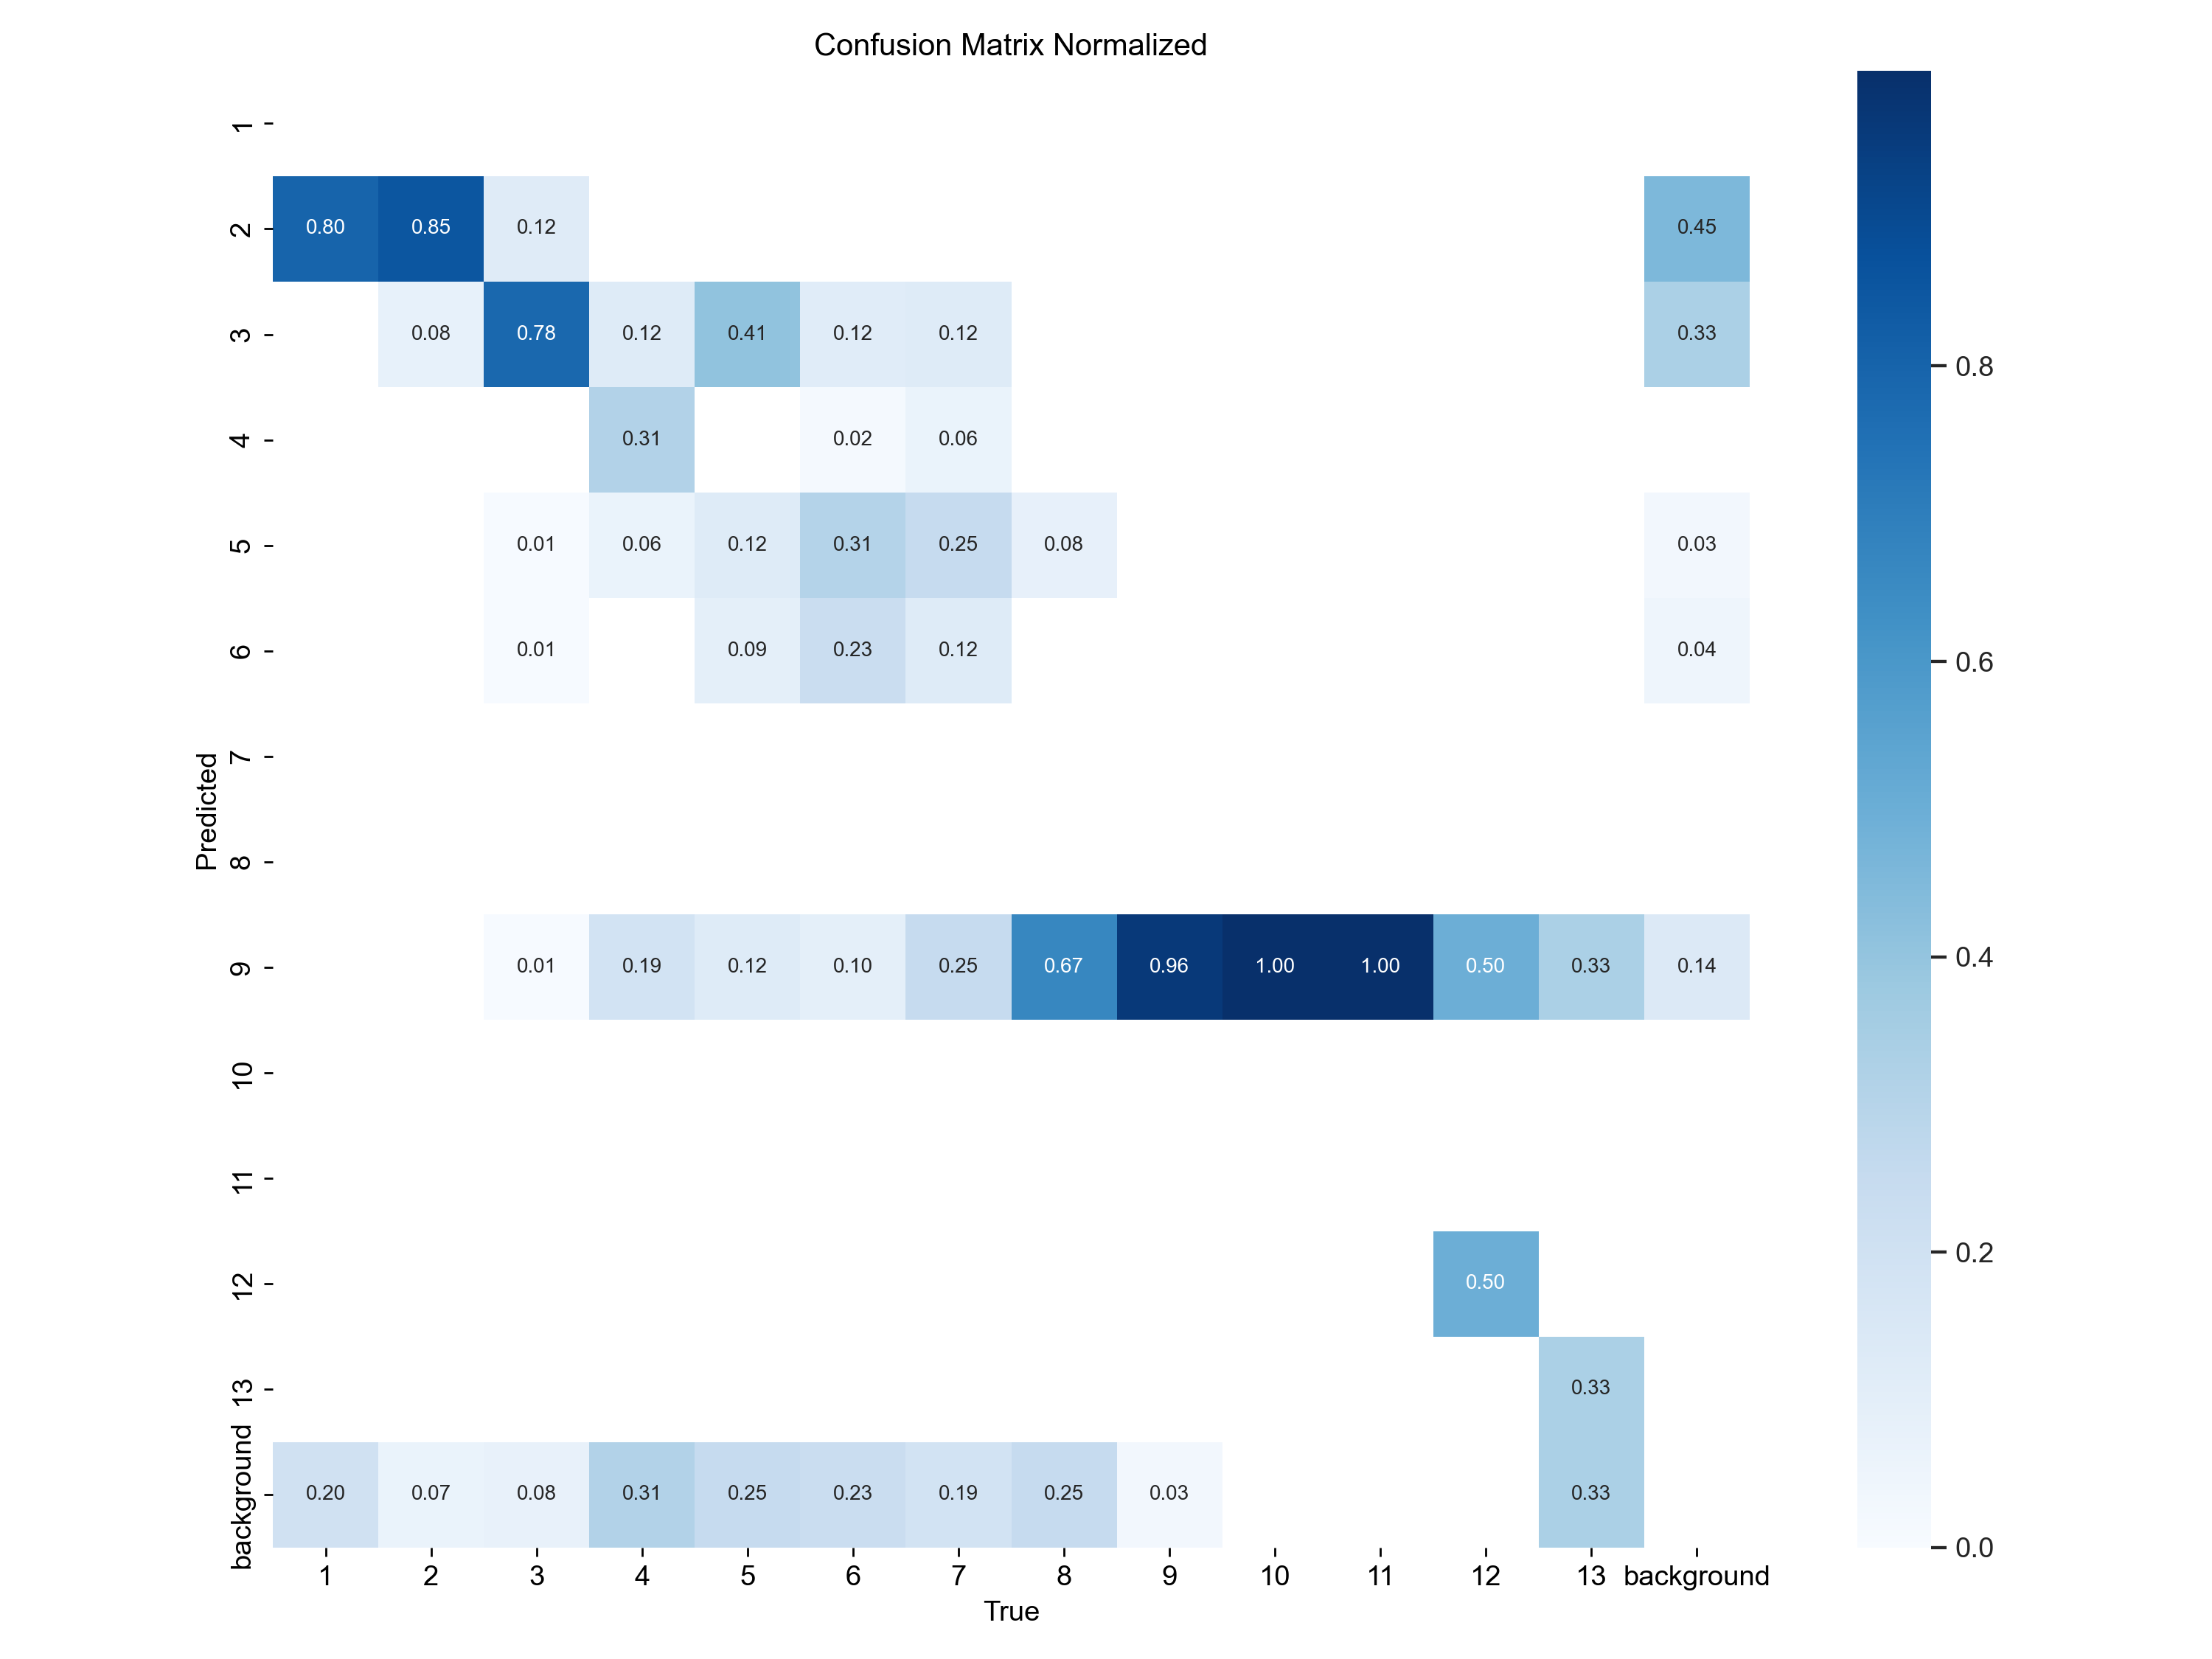 Confusion Matrix Normalized
1
2 0.80 0.85 0.12 0.45
3 0.08 0.78 0.12 0.41 0.12 0.12 0.33
4 0.31 0.02 0.06
5 0.01 0.06 0.12 0.31 0.25 0.08 0.03
6 0.01 0.09 0.23 0.12 0.04
7
8
9 0.01 0.19 0.12 0.10 0.25 0.67 0.96 1.00 1.00 0.50 0.33 0.14
10
11
12 0.50
13 0.33
background 0.20 0.07 0.08 0.31 0.25 0.23 0.19 0.25 0.03 0.33
1 2 3 4 5 6 7 8 9 10 11 12 13 background
True
Predicted
0.8
0.6
0.4
0.2
0.0